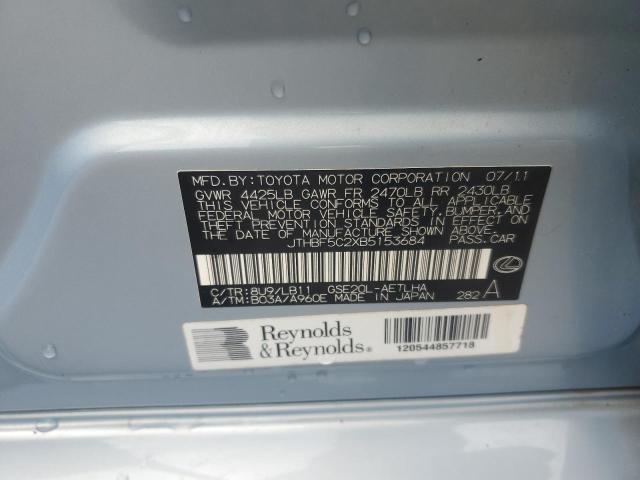 MFD.BY:TOYOTA MOTOR CORPORATION 07/11
GVWR 4425LB GAWR FR 2470LB RR 2430LB
THIS VEHICLE CONFORMS TO ALL APPLICABLE
FEDERAL MOTOR VEHICLE SAFETY, BUMPER, AND
THEFT PREVENTION STANDARDS IN EFFECT ON
THE DATE OF MANUFACTURE SHOWN ABOVE.
JTHBF5C2XB5153684 PASS.CAR
C/TR:8U9/LB11 GSE20L-AETLHA
A/TM:B03A/A960E MADE IN JAPAN 282 A
Reynolds
&Reynolds®
120544857718